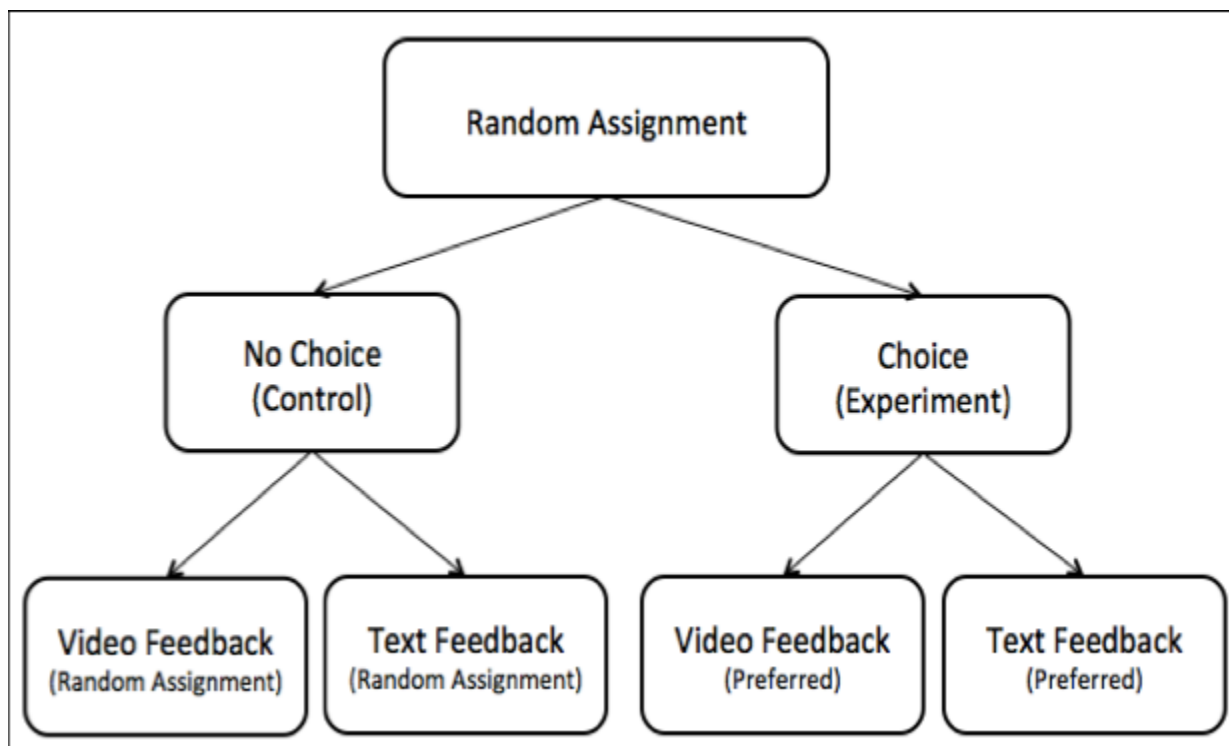 Random Assignment
No Choice
(Control)
Choice
(Experiment)
Video Feedback
(Random Assignment)
Text Feedback
(Random Assignment)
Video Feedback
(Preferred)
Text Feedback
(Preferred)